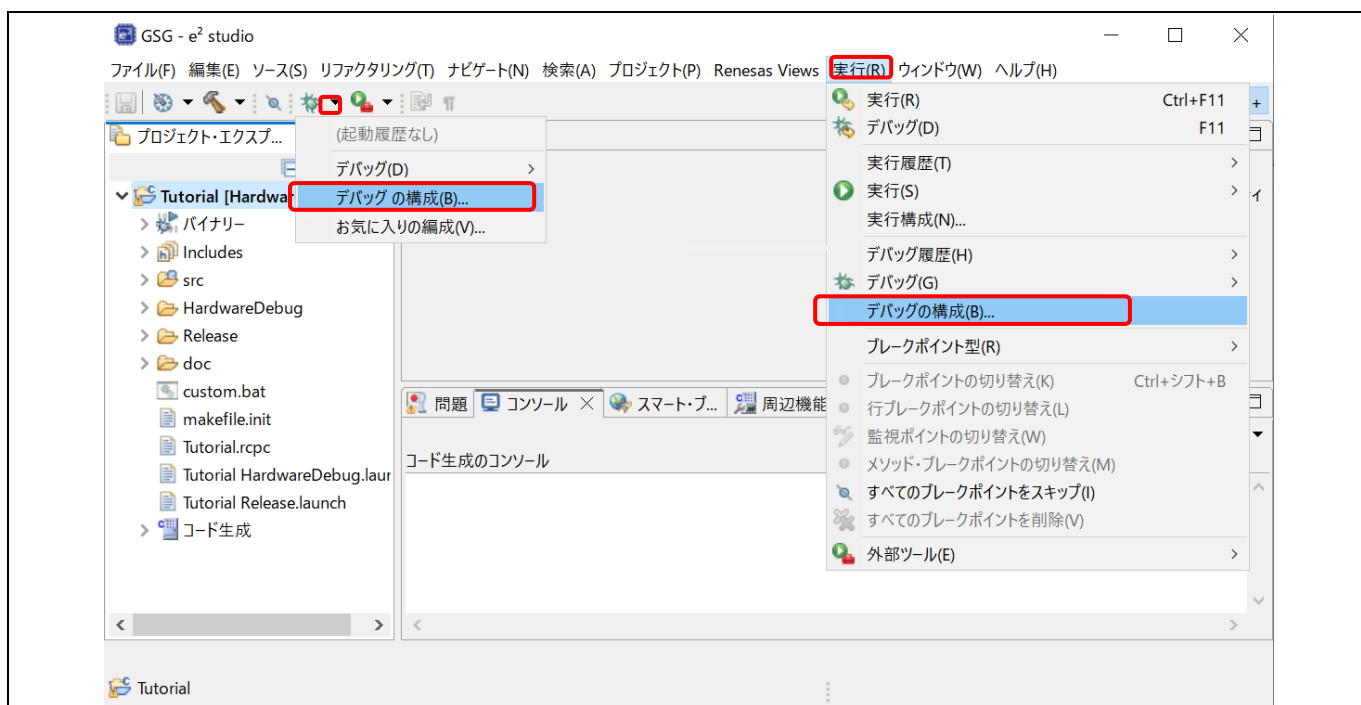 GSG - e² studio
ファイル(F) 編集(E) ソース(S) リファクタリング(T) ナビゲート(N) 検索(A) プロジェクト(P) Renesas Views 実行(R) ウィンドウ(W) ヘルプ(H)
プロジェクト・エクスプ...
Tutorial [Hardwar
バイナリー
Includes
src
HardwareDebug
Release
doc
custom.bat
makefile.init
Tutorial.rcpc
Tutorial HardwareDebug.laur
Tutorial Release.launch
コード生成
(起動履歴なし)
デバッグ(D)
デバッグ の構成(B)...
お気に入りの編成(V)...
実行(R) Ctrl+F11
デバッグ(D) F11
実行履歴(T)
実行(S)
実行構成(N)...
デバッグ履歴(H)
デバッグ(G)
デバッグの構成(B)...
ブレークポイント型(R)
ブレークポイントの切り替え(K) Ctrl+シフト+B
行ブレークポイントの切り替え(L)
監視ポイントの切り替え(W)
メソッド・ブレークポイントの切り替え(M)
すべてのブレークポイントをスキップ(I)
すべてのブレークポイントを削除(V)
外部ツール(E)
問題 コンソール スマート・ブ... 周辺機能
コード生成のコンソール
Tutorial